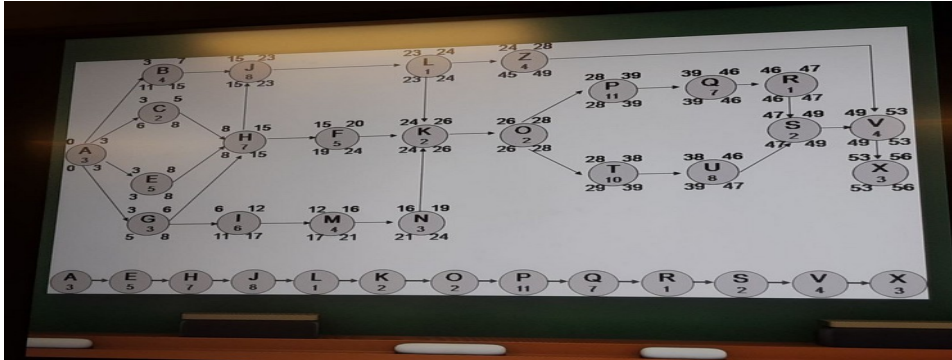 3 7 15 23 23 24 24 28
B J L Z
4 8 1 4
11 15 15 23 23 24 45 49
3 5 28 39 39 46 46 47
C P Q R
2 11 7 1
6 8 28 39 39 46 46 47
0 3 8 15 15 20 24 26 26 28 47 49 49 53
A H F K O S V
3 7 5 2 2 2 4
0 3 8 15 19 24 24 26 26 28 47 49 49 53
3 8 28 38 38 46 53 56
E T U X
5 10 8 3
3 8 29 39 39 47 53 56
3 6 6 12 12 16 16 19
G I M N
3 6 4 3
5 8 11 17 17 21 21 24
A E H J L K O P Q R S V X
3 5 7 8 1 2 2 11 7 1 2 4 3